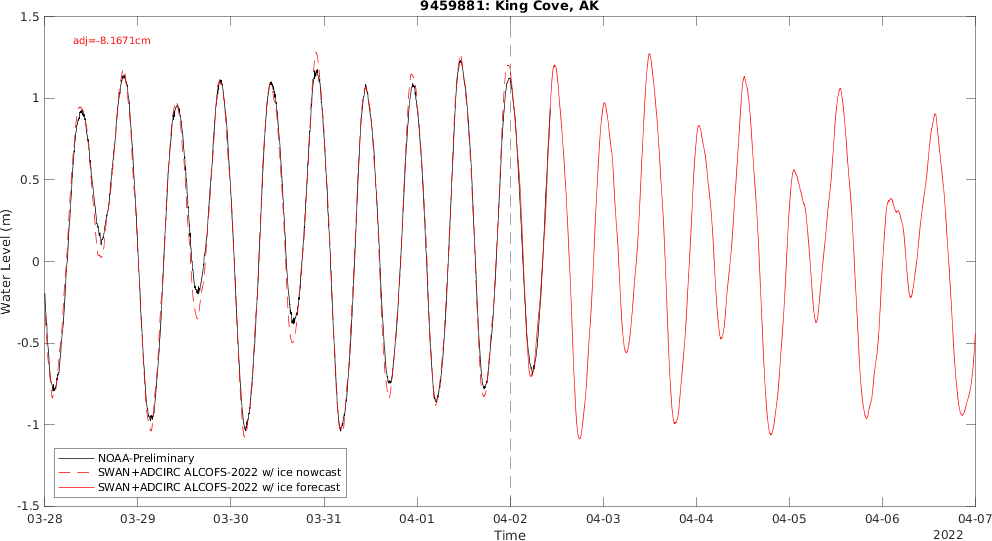 9459881: King Cove, AK
adj=-8.1671cm
Water Level (m)
1.5
1
0.5
0
-0.5
-1
-1.5
NOAA-Preliminary
SWAN+ADCIRC ALCOFS-2022 w/ ice nowcast
SWAN+ADCIRC ALCOFS-2022 w/ ice forecast
03-28 03-29 03-30 03-31 04-01 04-02 04-03 04-04 04-05 04-06 04-07
Time
2022